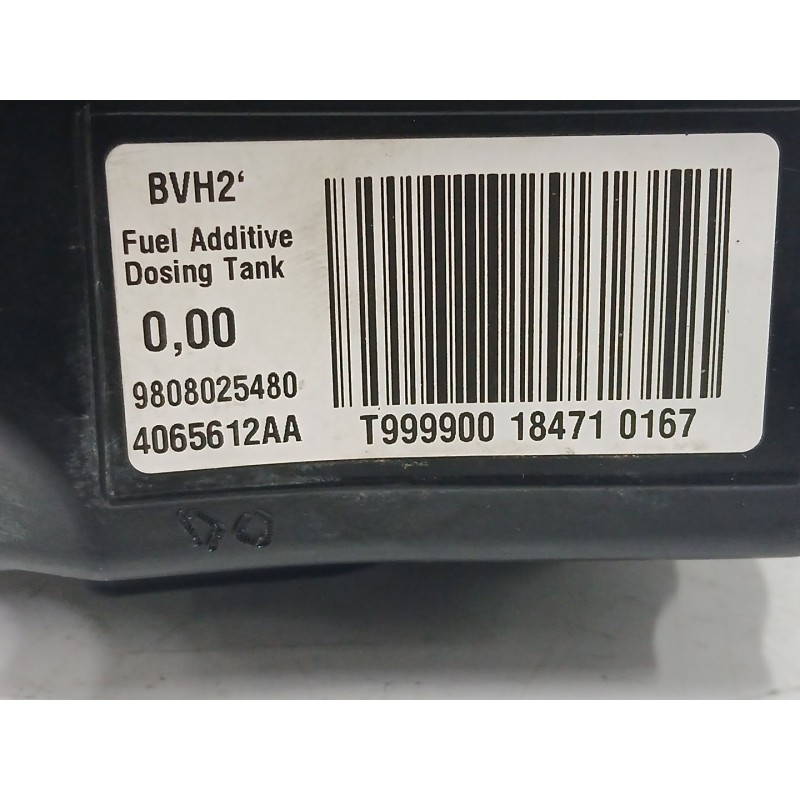 BVH2‘
Fuel Additive
Dosing Tank
0,00
9808025480
4065612AA
T999900 18471 0167